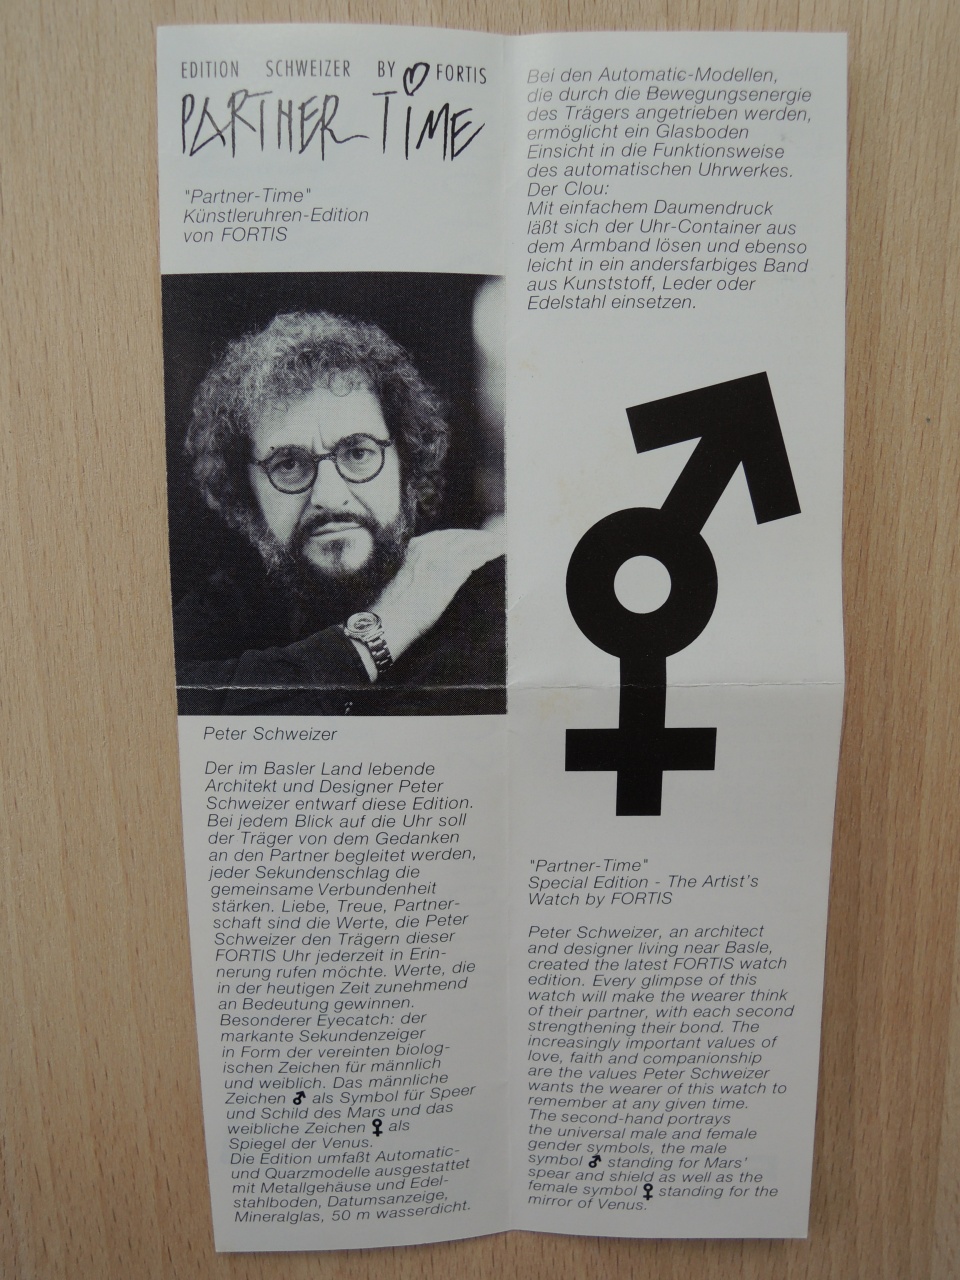 EDITION SCHWEIZER BY FORTIS
PARTNER TIME
"Partner-Time"
Künstleruhren-Edition
von FORTIS
Peter Schweizer
Der im Basler Land lebende
Architekt und Designer Peter
Schweizer entwarf diese Edition.
Bei jedem Blick auf die Uhr soll
der Träger von dem Gedanken
an den Partner begleitet werden,
jeder Sekundenschlag die
gemeinsame Verbundenheit
stärken. Liebe, Treue, Partner-
schaft sind die Werte, die Peter
Schweizer den Trägern dieser
FORTIS Uhr jederzeit in Erin-
nerung rufen möchte. Werte, die
in der heutigen Zeit zunehmend
an Bedeutung gewinnen.
Besonderer Eyecatch: der
markante Sekundenzeiger
in Form der vereinten biolog-
ischen Zeichen für männlich
und weiblich. Das männliche
Zeichen ♂ als Symbol für Speer
und Schild des Mars und das
weibliche Zeichen ♀ als
Spiegel der Venus.
Die Edition umfaßt Automatic-
und Quarzmodelle ausgestattet
mit Metallgehäuse und Edel-
stahlboden, Datumsanzeige,
Mineralglas, 50 m wasserdicht.
Bei den Automatic-Modellen,
die durch die Bewegungsenergie
des Trägers angetrieben werden,
ermöglicht ein Glasboden
Einsicht in die Funktionsweise
des automatischen Uhrwerkes.
Der Clou:
Mit einfachem Daumendruck
läßt sich der Uhr-Container aus
dem Armband lösen und ebenso
leicht in ein andersfarbiges Band
aus Kunststoff, Leder oder
Edelstahl einsetzen.
"Partner-Time"
Special Edition - The Artist's
Watch by FORTIS
Peter Schweizer, an architect
and designer living near Basle,
created the latest FORTIS watch
edition. Every glimpse of this
watch will make the wearer think
of their partner, with each second
strengthening their bond. The
increasingly important values of
love, faith and companionship
are the values Peter Schweizer
wants the wearer of this watch to
remember at any given time.
The second-hand portrays
the universal male and female
gender symbols, the male
symbol ♂ standing for Mars'
spear and shield as well as the
female symbol ♀ standing for the
mirror of Venus.